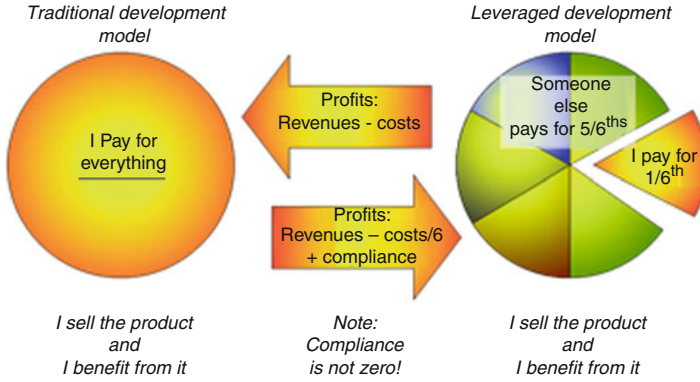 Traditional development
model
Leveraged development
model
I Pay for
everything
Profits:
Revenues - costs
Profits:
Revenues – costs/6
+ compliance
Someone
else
pays for 5/6ths
I pay for
1/6th
I sell the product
and
I benefit from it
Note:
Compliance
is not zero!
I sell the product
and
I benefit from it